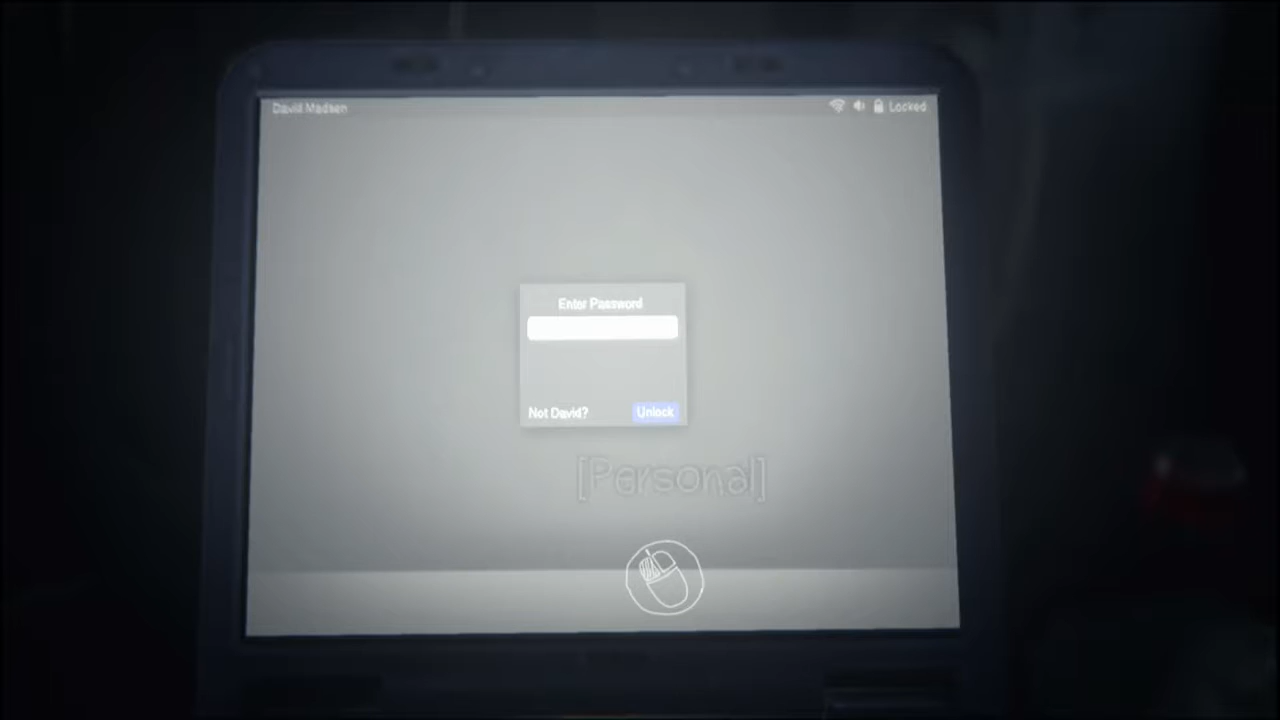 David Madsen
Locked
Enter Password
Not David?
Unlock
[Personal]